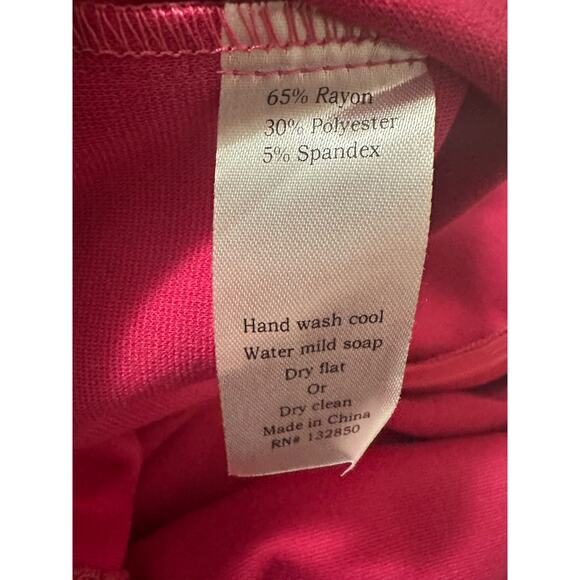 65% Rayon
30% Polyester
5% Spandex
Hand wash cool
Water mild soap
Dry flat
Or
Dry clean
Made in China
RN# 132850